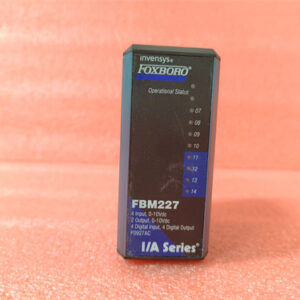 invensys®
FOXBORO®
Operational Status
07
08
09
10
11
12
13
14
FBM227
4 Input, 0-10Vdc
2 Output, 0-10Vdc
4 Digital Input, 4 Digital Output
P0927AC
I/A Series®